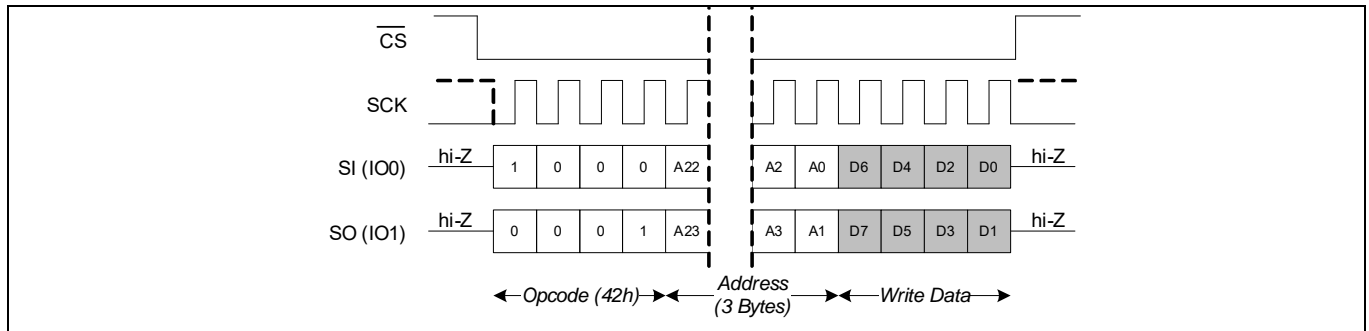 CS
SCK
SI (IO0) hi-Z 1 0 0 0 A22 A2 A0 D6 D4 D2 D0 hi-Z
SO (IO1) hi-Z 0 0 0 1 A23 A3 A1 D7 D5 D3 D1 hi-Z
Opcode (42h) Address (3 Bytes) Write Data